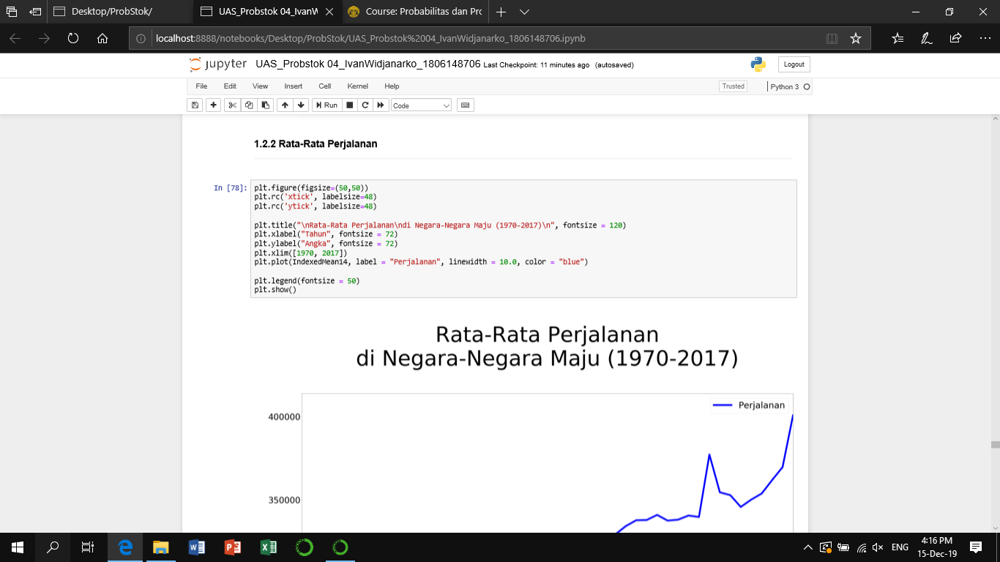 Desktop/ProbStok/
UAS_Probstok 04_IvanW
Course: Probabilitas dan Pro
localhost:8888/notebooks/Desktop/ProbStok/UAS_Probstok%2004_IvanWidjanarko_1806148706.ipynb
jupyter UAS_Probstok 04_IvanWidjanarko_1806148706 Last Checkpoint: 11 minutes ago (autosaved)
Logout
File Edit View Insert Cell Kernel Help
Trusted
Python 3
Run
Code
1.2.2 Rata-Rata Perjalanan
In [78]:
plt.figure(figsize=(50,50))
plt.rc('xtick', labelsize=48)
plt.rc('ytick', labelsize=48)
plt.title("\nRata-Rata Perjalanan\ndi Negara-Negara Maju (1970-2017)\n", fontsize = 120)
plt.xlabel("Tahun", fontsize = 72)
plt.ylabel("Angka", fontsize = 72)
plt.xlim([1970, 2017])
plt.plot(IndexedMean14, label = "Perjalanan", linewidth = 10.0, color = "blue")
plt.legend(fontsize = 50)
plt.show()
Rata-Rata Perjalanan
di Negara-Negara Maju (1970-2017)
Perjalanan
400000
350000
ENG
4:16 PM
15-Dec-19